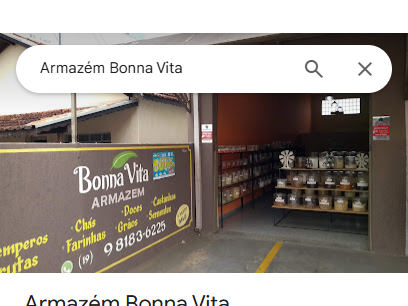 Armazém Bonna Vita
Bonna Vita
ARMAZEM
· Chás
· Doces
· Castanhas
· Farinhas
· Grãos
· Sementes
emperos
rutas
(19) 9 8183-6225
Armazém Bonna Vita